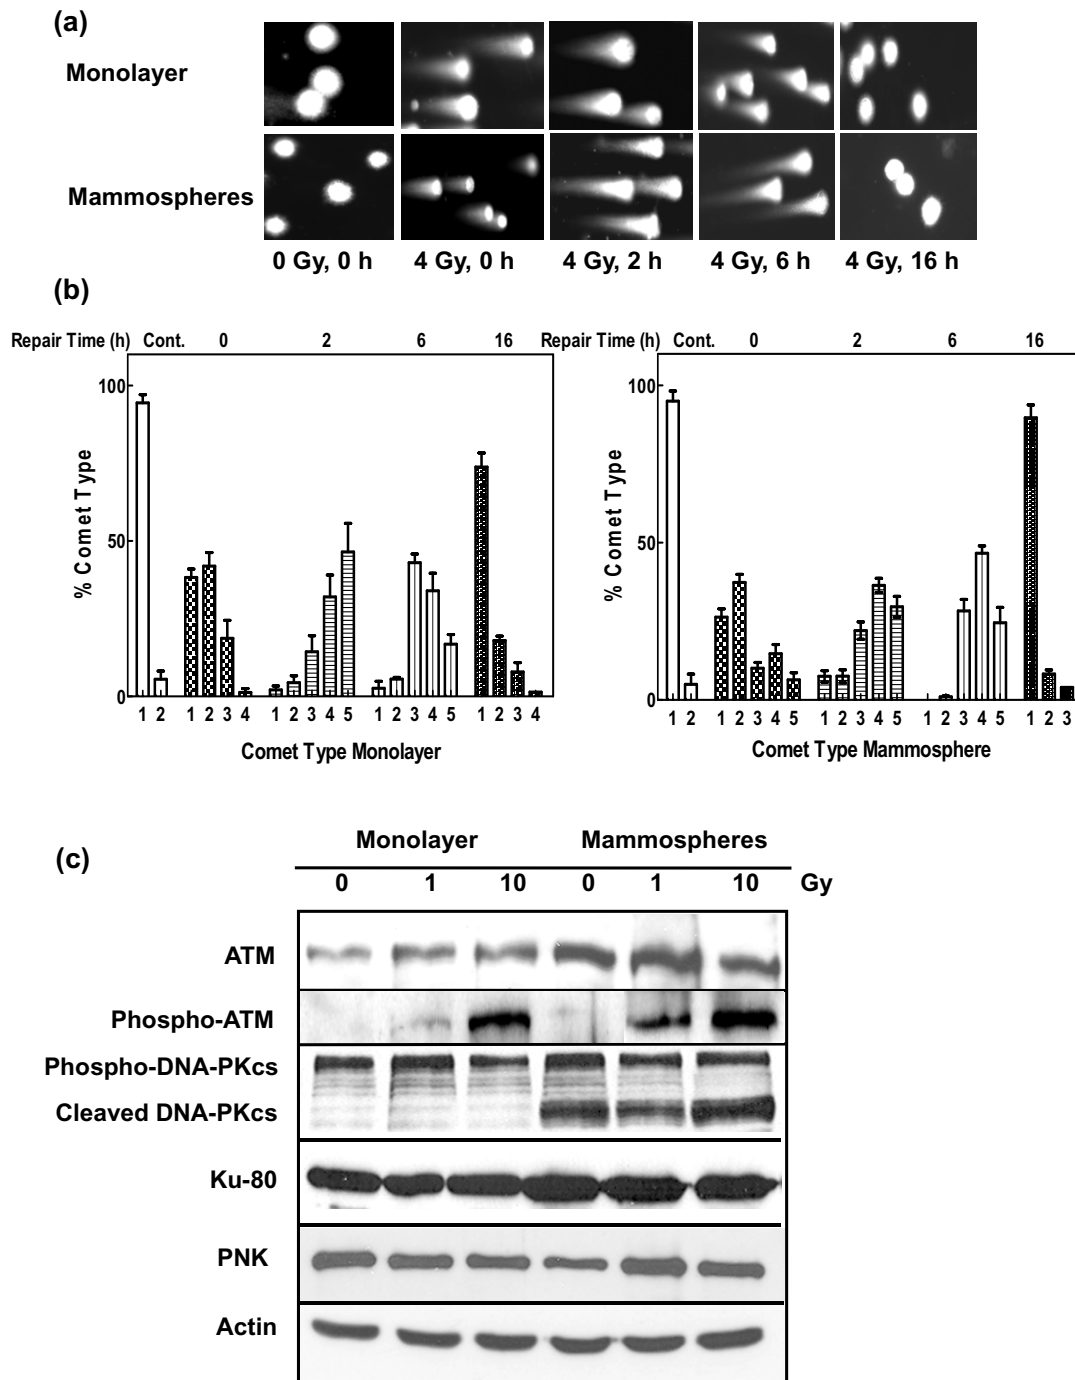 (a)
Monolayer
Mammospheres
0 Gy, 0 h 4 Gy, 0 h 4 Gy, 2 h 4 Gy, 6 h 4 Gy, 16 h
(b)
Repair Time (h) Cont. 0 2 6 16
100
50
0
% Comet Type
1 2 1 2 3 4 1 2 3 4 5 1 2 3 4 5 1 2 3 4
Comet Type Monolayer
Repair Time (h) Cont. 0 2 6 16
100
50
0
% Comet Type
1 2 1 2 3 4 5 1 2 3 4 5 1 2 3 4 5 1 2 3
Comet Type Mammosphere
(c)
Monolayer Mammospheres
0 1 10 0 1 10 Gy
ATM
Phospho-ATM
Phospho-DNA-PKcs
Cleaved DNA-PKcs
Ku-80
PNK
Actin